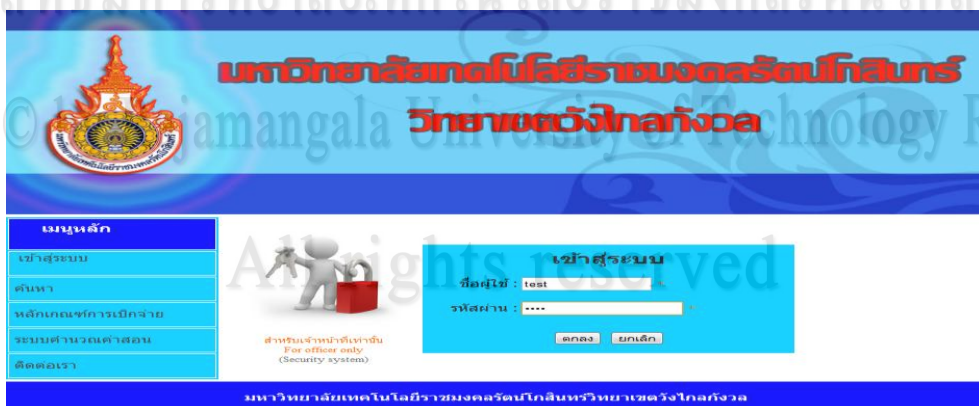 มหาวิทยาลัยเทคโนโลยีราชมงคลรัตนโกสินทร์
วิทยาเขตวังไกลกังวล
jamangala University of Technology
All rights reserved
เมนูหลัก
เข้าสู่ระบบ
ค้นหา
หลักเกณฑ์การเบิกจ่าย
ระบบคำนวณค่าสอน
ติดต่อเรา
สำหรับเจ้าหน้าที่เท่านั้น
For officer only
(Security system)
เข้าสู่ระบบ
ชื่อผู้ใช้ : test *
รหัสผ่าน : •••• *
ตกลง ยกเลิก
มหาวิทยาลัยเทคโนโลยีราชมงคลรัตนโกสินทร์วิทยาเขตวังไกลกังวล